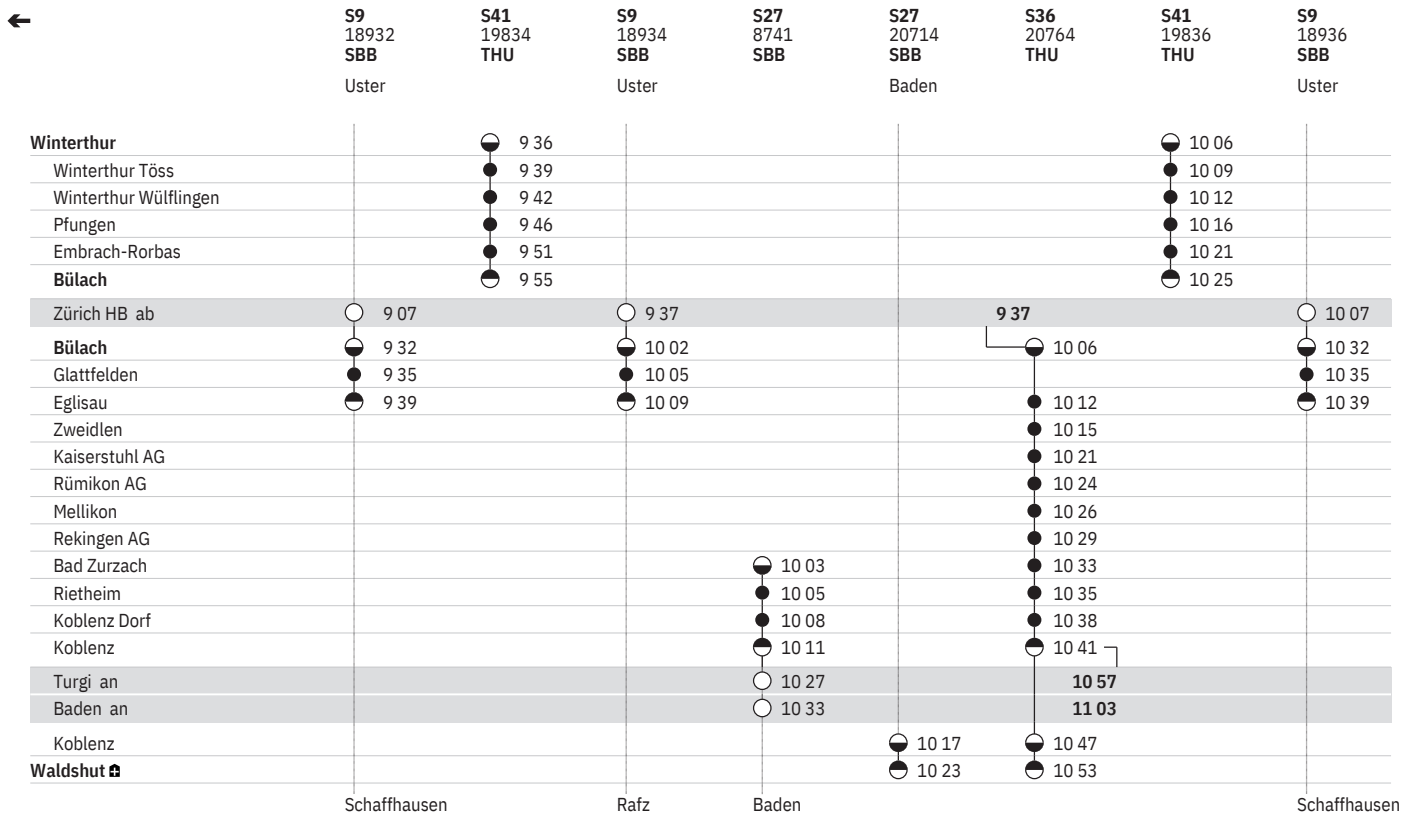 S9 S41 S9 S27 S27 S36 S41 S9
18932 19834 18934 8741 20714 20764 19836 18936
SBB THU SBB SBB SBB THU THU SBB
Uster Uster Baden Uster
Winterthur 9 36 10 06
Winterthur Töss 9 39 10 09
Winterthur Wülflingen 9 42 10 12
Pfungen 9 46 10 16
Embrach-Rorbas 9 51 10 21
Bülach 9 55 10 25
Zürich HB ab 9 07 9 37 9 37 10 07
Bülach 9 32 10 02 10 06 10 32
Glattfelden 9 35 10 05 10 35
Eglisau 9 39 10 09 10 12 10 39
Zweidlen 10 15
Kaiserstuhl AG 10 21
Rümikon AG 10 24
Mellikon 10 26
Rekingen AG 10 29
Bad Zurzach 10 03 10 33
Rietheim 10 05 10 35
Koblenz Dorf 10 08 10 38
Koblenz 10 11 10 41
Turgi an 10 27 10 57
Baden an 10 33 11 03
Koblenz 10 17 10 47
Waldshut 10 23 10 53
Schaffhausen Rafz Baden Schaffhausen